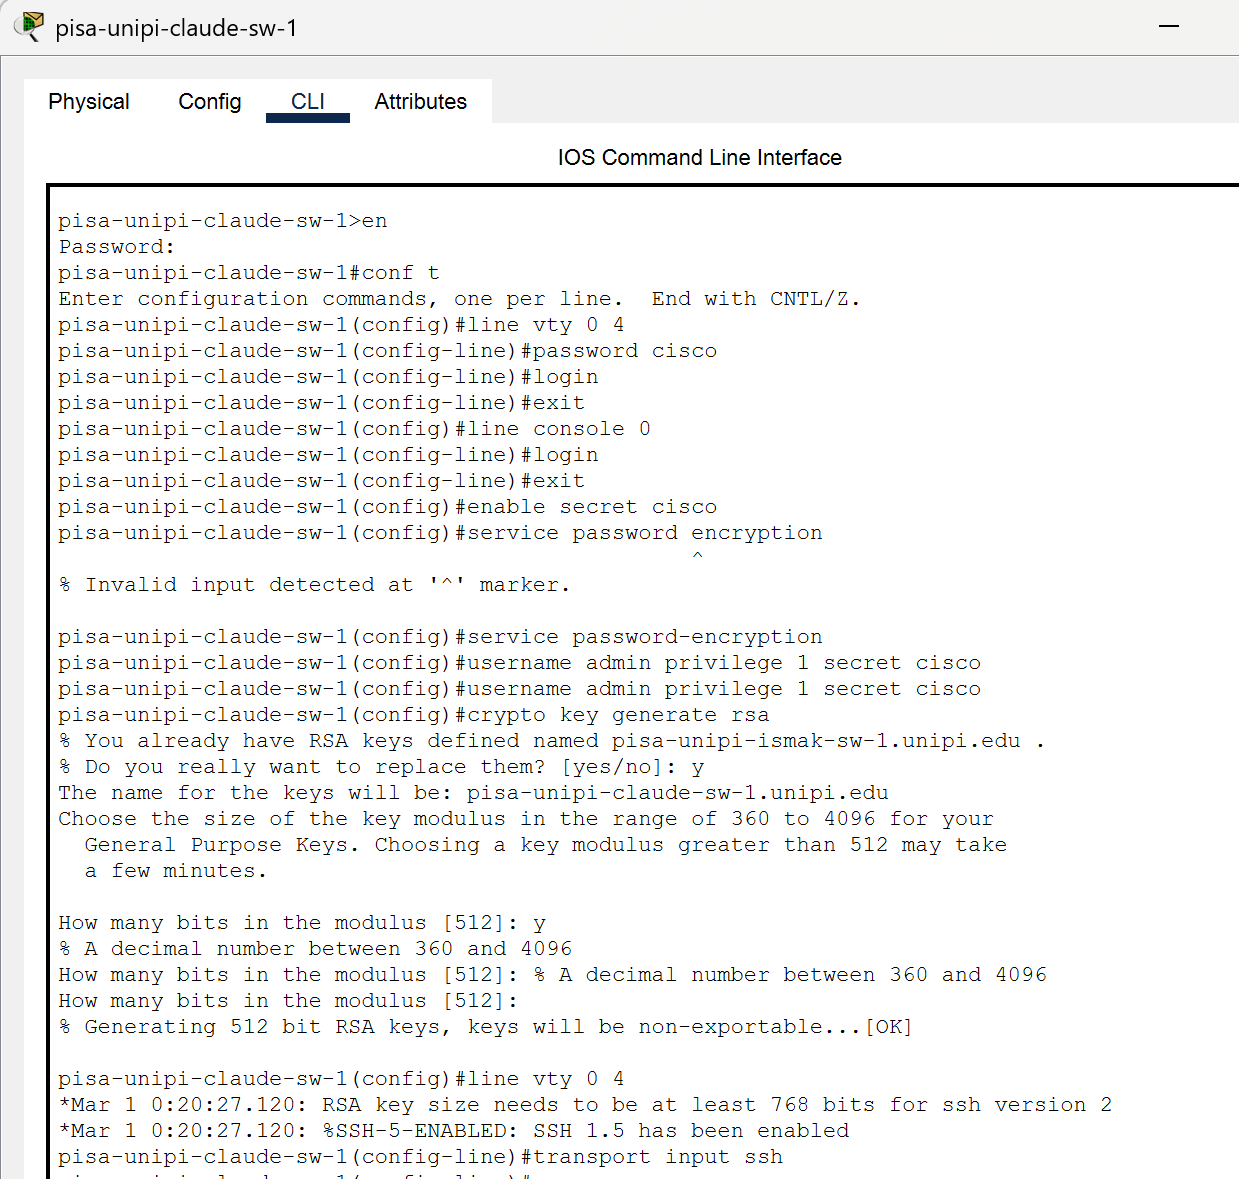 pisa-unipi-claude-sw-1
Physical Config CLI Attributes
IOS Command Line Interface
pisa-unipi-claude-sw-1>en
Password:
pisa-unipi-claude-sw-1#conf t
Enter configuration commands, one per line.  End with CNTL/Z.
pisa-unipi-claude-sw-1(config)#line vty 0 4
pisa-unipi-claude-sw-1(config-line)#password cisco
pisa-unipi-claude-sw-1(config-line)#login
pisa-unipi-claude-sw-1(config-line)#exit
pisa-unipi-claude-sw-1(config)#line console 0
pisa-unipi-claude-sw-1(config-line)#login
pisa-unipi-claude-sw-1(config-line)#exit
pisa-unipi-claude-sw-1(config)#enable secret cisco
pisa-unipi-claude-sw-1(config)#service password encryption
^
% Invalid input detected at '^' marker.
pisa-unipi-claude-sw-1(config)#service password-encryption
pisa-unipi-claude-sw-1(config)#username admin privilege 1 secret cisco
pisa-unipi-claude-sw-1(config)#username admin privilege 1 secret cisco
pisa-unipi-claude-sw-1(config)#crypto key generate rsa
% You already have RSA keys defined named pisa-unipi-ismak-sw-1.unipi.edu .
% Do you really want to replace them? [yes/no]: y
The name for the keys will be: pisa-unipi-claude-sw-1.unipi.edu
Choose the size of the key modulus in the range of 360 to 4096 for your
General Purpose Keys. Choosing a key modulus greater than 512 may take
a few minutes.
How many bits in the modulus [512]: y
% A decimal number between 360 and 4096
How many bits in the modulus [512]: % A decimal number between 360 and 4096
How many bits in the modulus [512]:
% Generating 512 bit RSA keys, keys will be non-exportable...[OK]
pisa-unipi-claude-sw-1(config)#line vty 0 4
*Mar 1 0:20:27.120: RSA key size needs to be at least 768 bits for ssh version 2
*Mar 1 0:20:27.120: %SSH-5-ENABLED: SSH 1.5 has been enabled
pisa-unipi-claude-sw-1(config-line)#transport input ssh